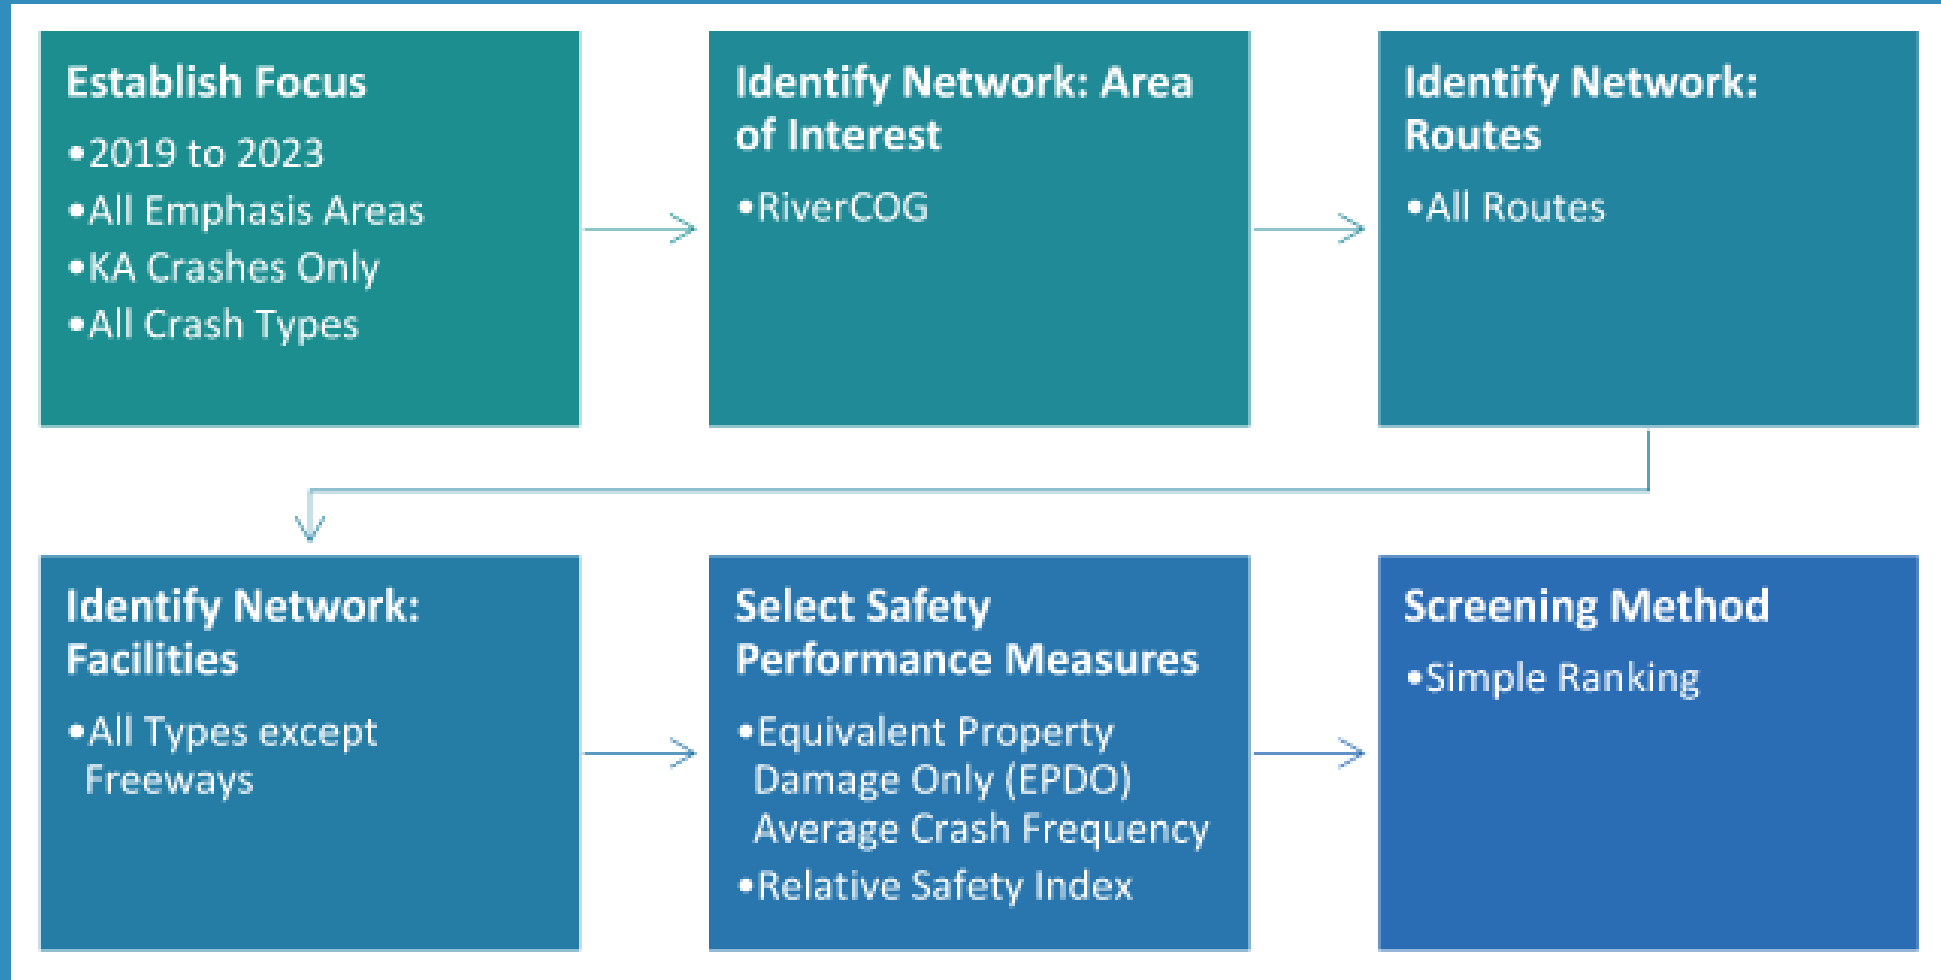 Establish Focus
•2019 to 2023
•All Emphasis Areas
•KA Crashes Only
•All Crash Types
Identify Network: Area
of Interest
•RiverCOG
Identify Network:
Routes
•All Routes
Identify Network:
Facilities
•All Types except
Freeways
Select Safety
Performance Measures
•Equivalent Property
Damage Only (EPDO)
Average Crash Frequency
•Relative Safety Index
Screening Method
•Simple Ranking